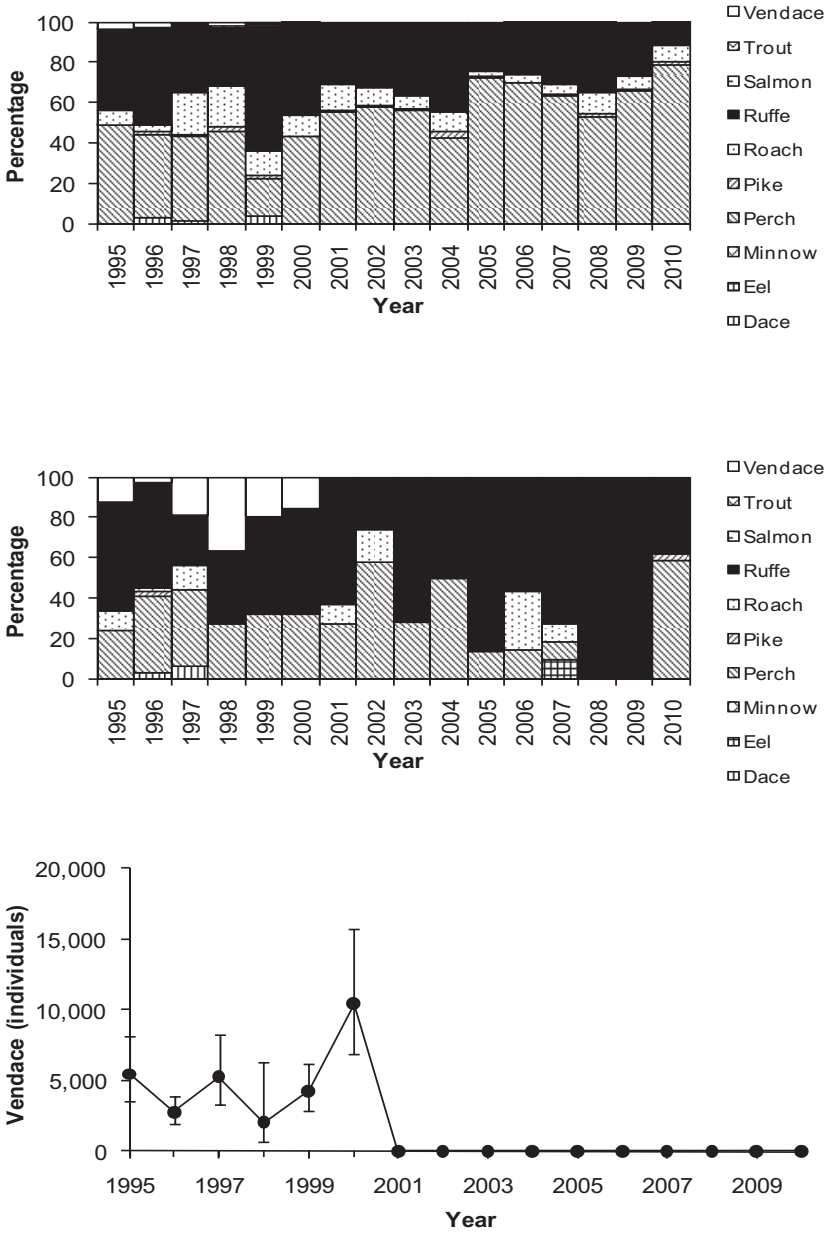 100
80
60
40
20
0
Percentage
1995 1996 1997 1998 1999 2000 2001 2002 2003 2004 2005 2006 2007 2008 2009 2010
Year
Vendace
Trout
Salmon
Ruffe
Roach
Pike
Perch
Minnow
Eel
Dace
100
80
60
40
20
0
Percentage
1995 1996 1997 1998 1999 2000 2001 2002 2003 2004 2005 2006 2007 2008 2009 2010
Year
Vendace
Trout
Salmon
Ruffe
Roach
Pike
Perch
Minnow
Eel
Dace
20,000
15,000
10,000
5,000
0
Vendace (individuals)
1995 1997 1999 2001 2003 2005 2007 2009
Year